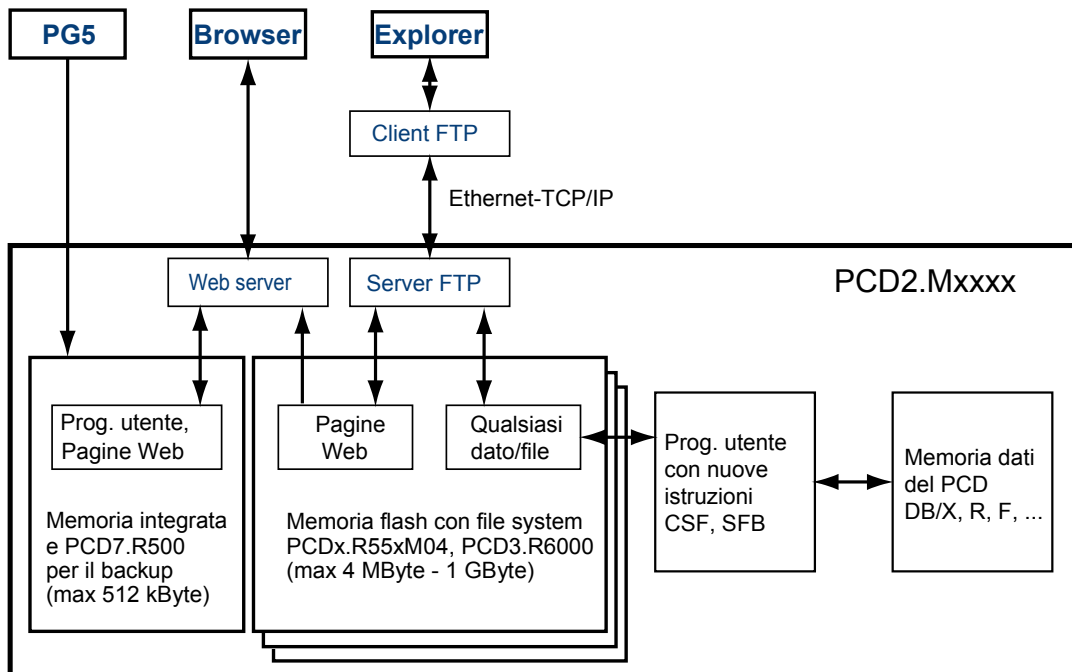 PG5
Browser
Explorer
Client FTP
Ethernet-TCP/IP
Web server
Server FTP
PCD2.Mxxxx
Prog. utente,
Pagine Web
Memoria integrata
e PCD7.R500
per il backup
(max 512 kByte)
Pagine
Web
Qualsiasi
dato/file
Memoria flash con file system
PCDx.R55xM04, PCD3.R6000
(max 4 MByte - 1 GByte)
Prog. utente
con nuove
istruzioni
CSF, SFB
Memoria dati
del PCD
DB/X, R, F, ...